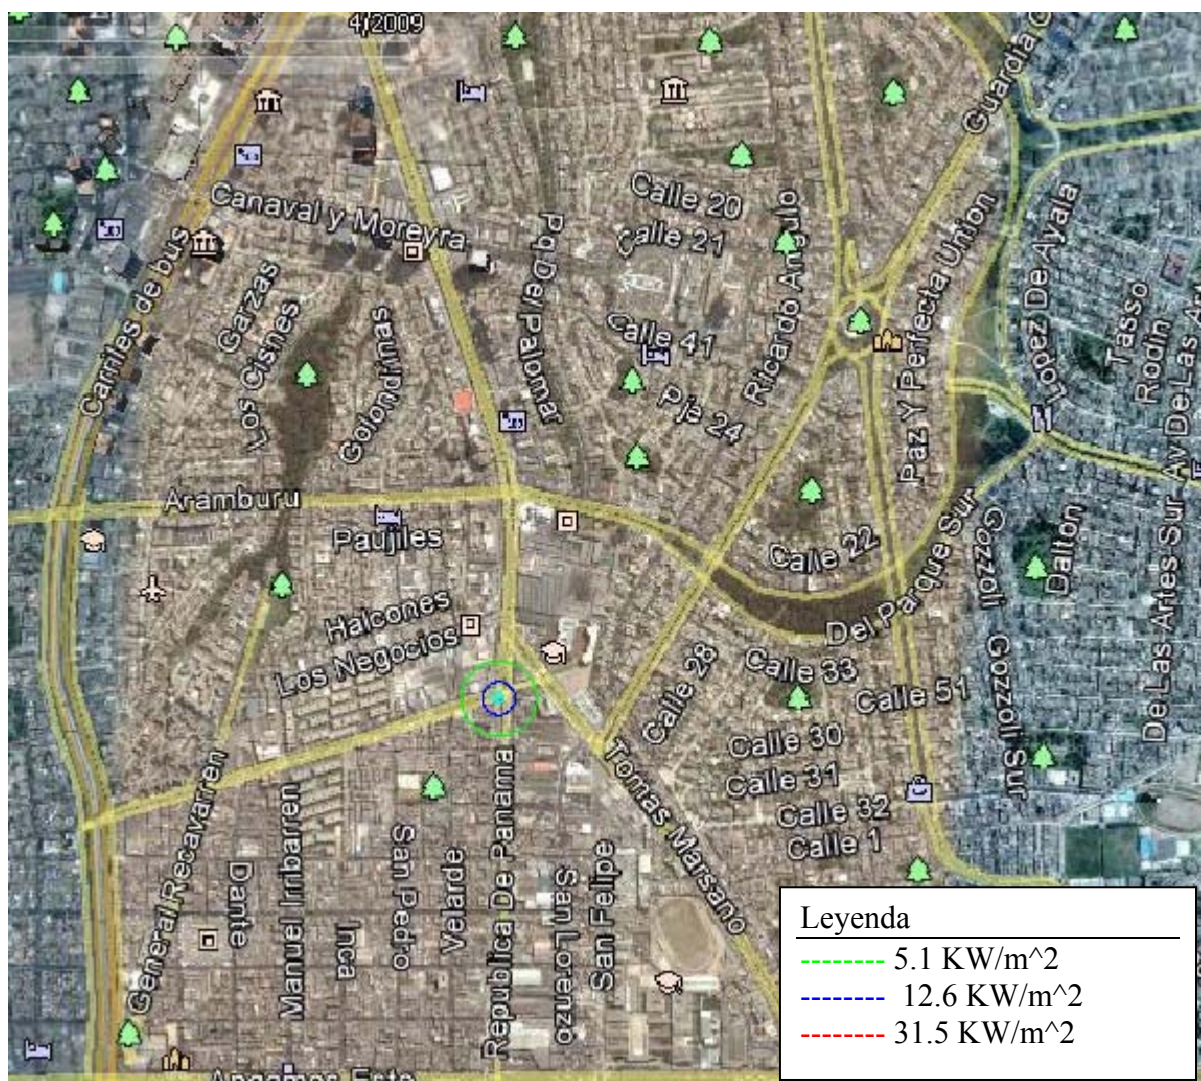 4/2009
Guardia
Canaval y Moreyra
Calle 20
Calle 21
Ricardo Angulo
Pq Del Palomar
Paz Y Perfecta Union
Lopez De Ayala
Carriles de bus
Garzas
Los Cisnes
Golondrinas
Calle 41
Pje 24
Tasso
Rodin
Av De Las Ar
Aramburu
Paujiles
Calle 22
Del Parque Sur
Gozzoli
Dalton
De Las Artes Sur
Halcones
Los Negocios
Calle 28
Calle 33
Calle 51
Gozzoli Sur
Calle 30
Calle 31
Calle 32
Calle 1
Tomas Marsano
General Recavarren
Dante
Manuel Irribarren
Inca
San Pedro
Velarde
Republica De Panama
San Lorenzo
San Felipe
Angamos Este
Leyenda
5.1 KW/m^2
12.6 KW/m^2
31.5 KW/m^2